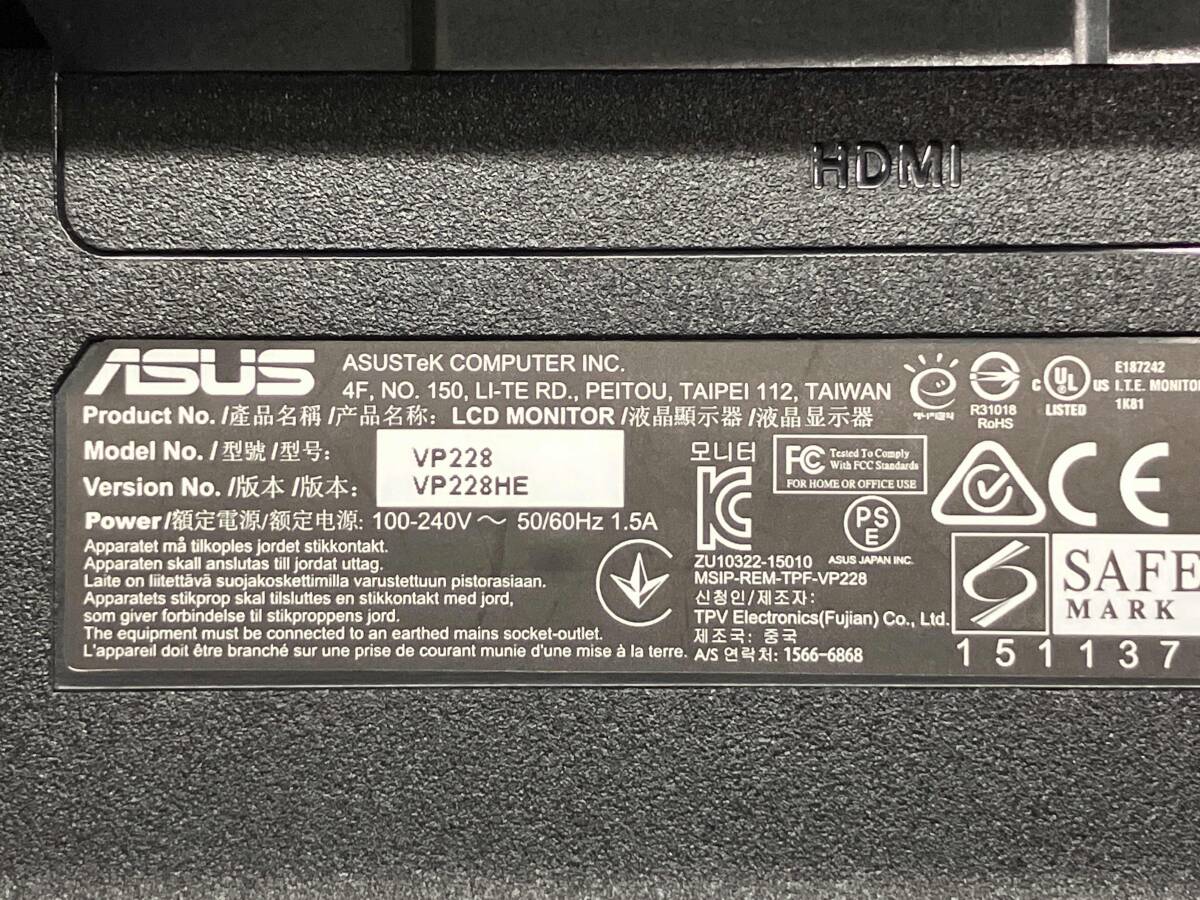 HDMI
ASUS
ASUSTeK COMPUTER INC.
4F, NO. 150, LI-TE RD., PEITOU, TAIPEI 112, TAIWAN
Product No. /產品名稱 /产品名称: LCD MONITOR /液晶顯示器 /液晶显示器
Model No. / 型號 /型号:
VP228
Version No. /版本 /版本:
VP228HE
Power/額定電源/额定电源: 100-240V ～ 50/60Hz 1.5A
Apparatet må tilkoples jordet stikkontakt.
Apparaten skall anslutas till jordat uttag.
Laite on liitettävä suojakoskettimilla varustettuun pistorasiaan.
Apparatets stikprop skal tilsluttes en stikkontakt med jord,
som giver forbindelse til stikproppens jord.
The equipment must be connected to an earthed mains socket-outlet.
L'appareil doit être branché sur une prise de courant munie d'une mise à la terre.
모니터
KC
ZU10322-15010
MSIP-REM-TPF-VP228
신청인/제조자:
TPV Electronics(Fujian) Co., Ltd.
제조국: 중국
A/S 연락처: 1566-6868
FC
Tested To Comply
With FCC Standards
FOR HOME OR OFFICE USE
PS
E
ASUS JAPAN INC.
R31018
RoHS
C UL US
LISTED
E187242
I.T.E. MONITOR
1K81
CE
SAFE
MARK
151137